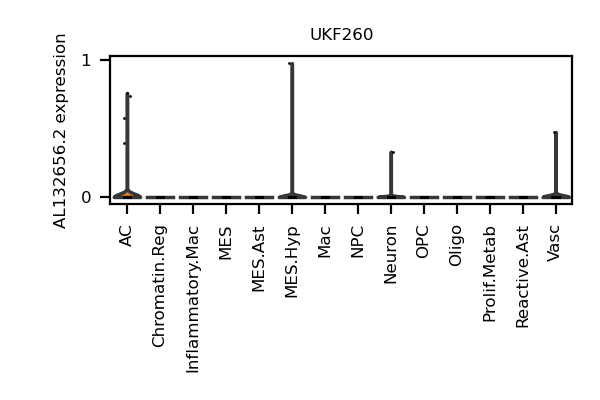 UKF260
AL132656.2 expression
1
0
AC
Chromatin.Reg
Inflammatory.Mac
MES
MES.Ast
MES.Hyp
Mac
NPC
Neuron
OPC
Oligo
Prolif.Metab
Reactive.Ast
Vasc